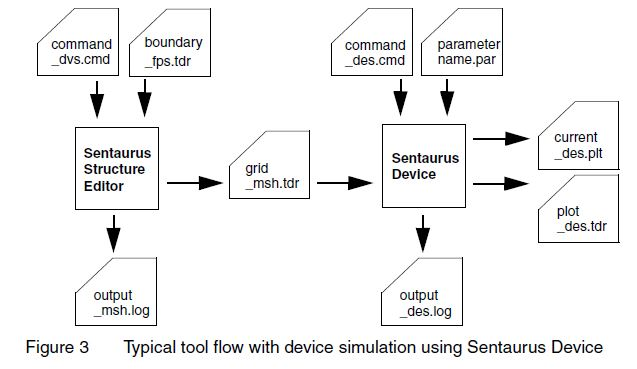 command
_dvs.cmd
boundary
_fps.tdr
command
_des.cmd
parameter
name.par
Sentaurus
Structure
Editor
grid
_msh.tdr
Sentaurus
Device
current
_des.plt
plot
_des.tdr
output
_msh.log
output
_des.log
Figure 3 Typical tool flow with device simulation using Sentaurus Device